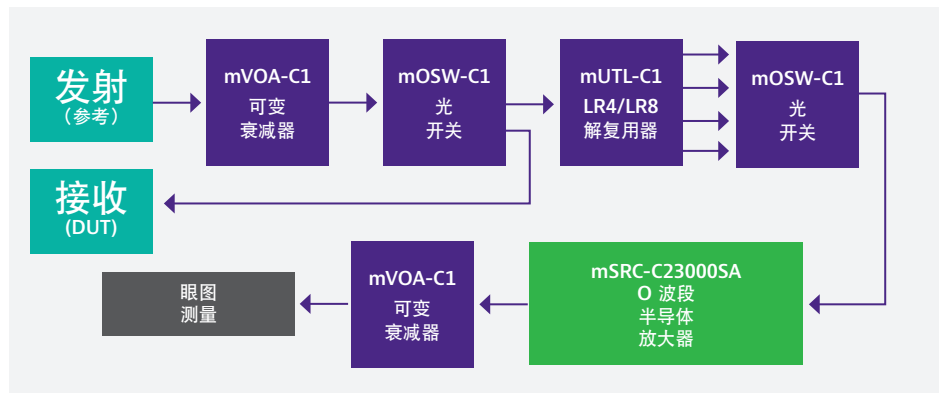 发射
（参考）
mVOA-C1
可变
衰减器
mOSW-C1
光
开关
mUTL-C1
LR4/LR8
解复用器
mOSW-C1
光
开关
接收
(DUT)
眼图
测量
mVOA-C1
可变
衰减器
mSRC-C23000SA
O 波段
半导体
放大器